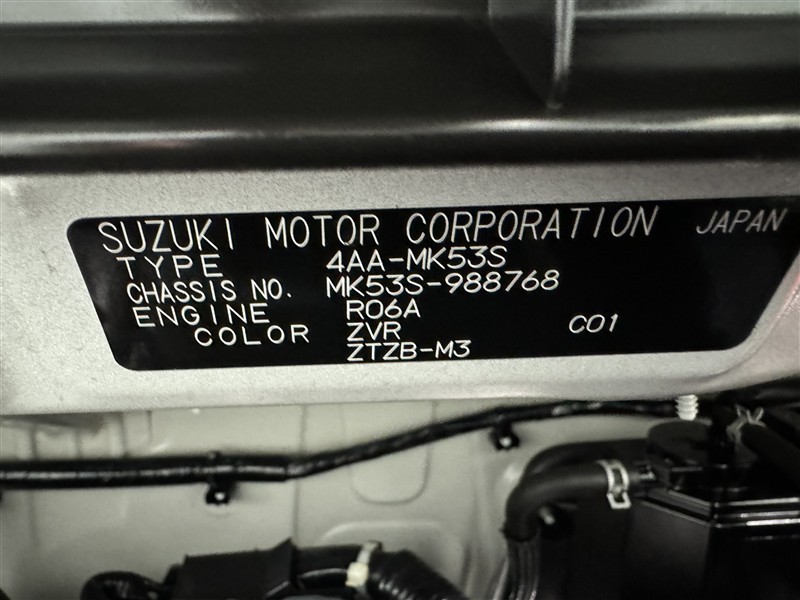 SUZUKI MOTOR CORPORATION JAPAN
TYPE 4AA-MK53S
CHASSIS NO. MK53S-988768
ENGINE R06A
COLOR ZVR C01
ZTZB-M3